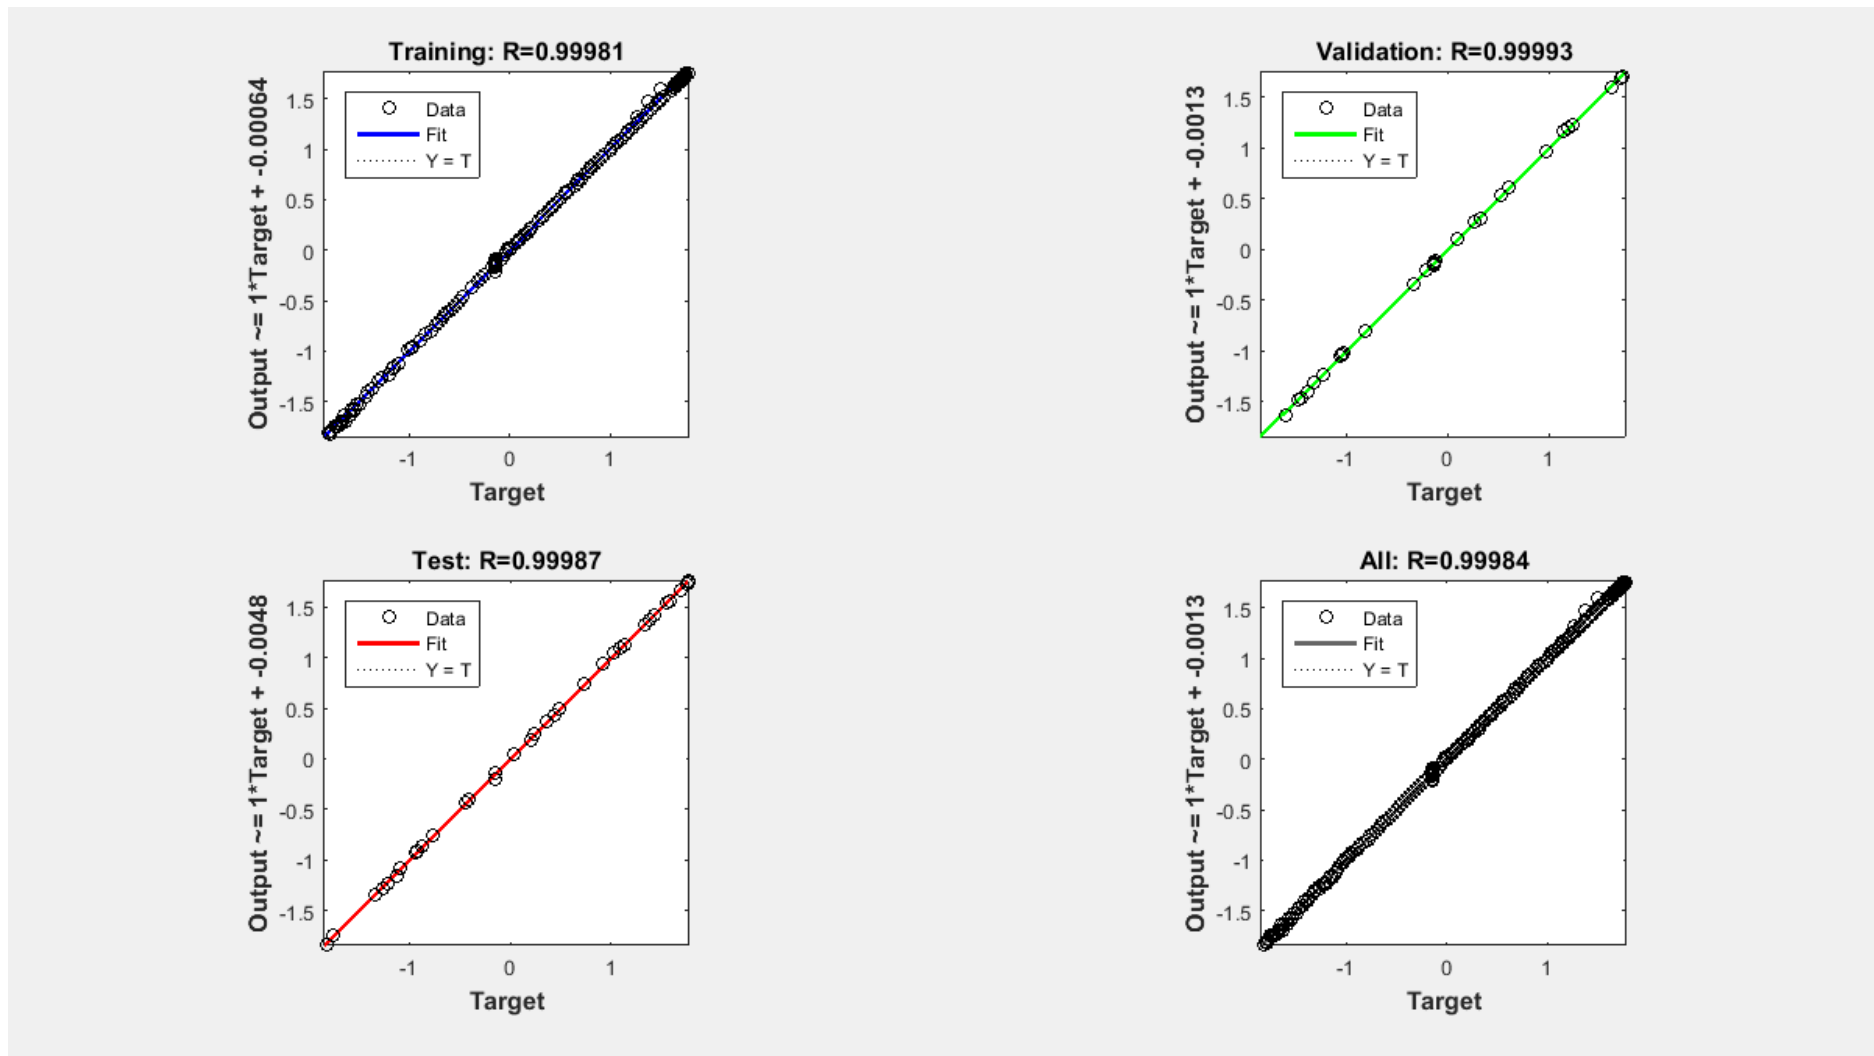 Training: R=0.99981
Output ~= 1*Target + -0.00064
Data
Fit
Y = T
1.5
1
0.5
0
-0.5
-1
-1.5
-1 0 1
Target
Validation: R=0.99993
Output ~= 1*Target + -0.0013
Data
Fit
Y = T
1.5
1
0.5
0
-0.5
-1
-1.5
-1 0 1
Target
Test: R=0.99987
Output ~= 1*Target + -0.0048
Data
Fit
Y = T
1.5
1
0.5
0
-0.5
-1
-1.5
-1 0 1
Target
All: R=0.99984
Output ~= 1*Target + -0.0013
Data
Fit
Y = T
1.5
1
0.5
0
-0.5
-1
-1.5
-1 0 1
Target